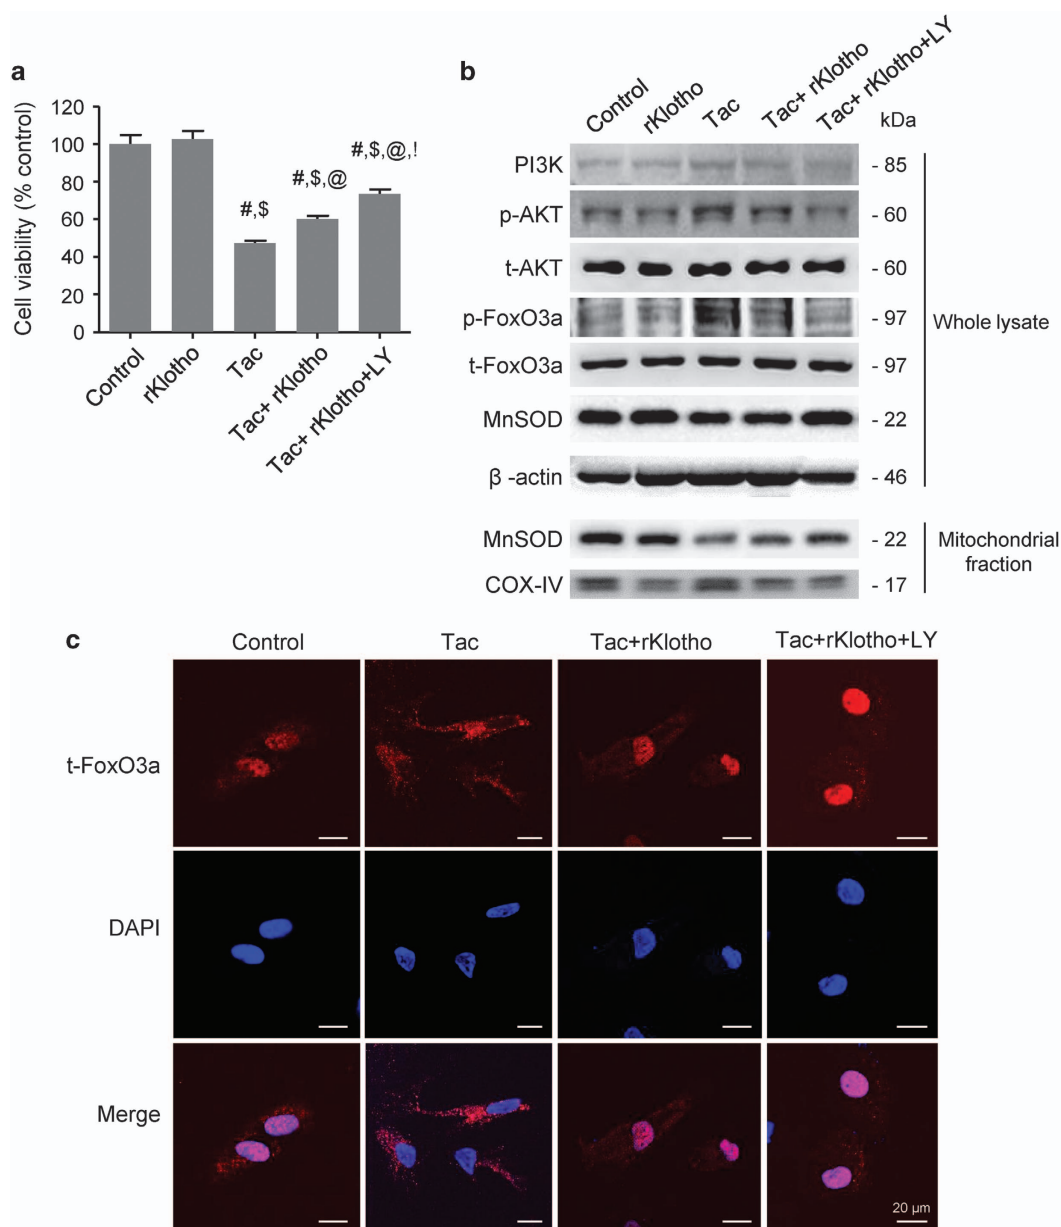 a
Cell viability (% control)
120
100
80
60
40
20
0
#,$
#,$,@
#,$,@,!
Control
rKlotho
Tac
Tac+ rKlotho
Tac+ rKlotho+LY
b
Control
rKlotho
Tac
Tac+ rKlotho
Tac+ rKlotho+LY
kDa
PI3K - 85
p-AKT - 60
t-AKT - 60
p-FoxO3a - 97
t-FoxO3a - 97
MnSOD - 22
β -actin - 46
Whole lysate
MnSOD - 22
COX-IV - 17
Mitochondrial
fraction
c
Control Tac Tac+rKlotho Tac+rKlotho+LY
t-FoxO3a
DAPI
Merge
20 µm